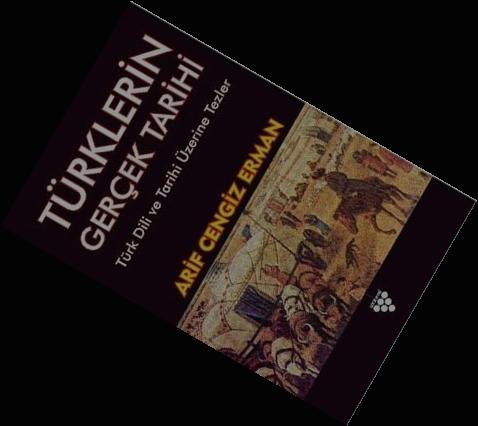 TÜRKLERİN
GERÇEK TARİHİ
Türk Dili ve Tarihi Üzerine Tezler
ARİF CENGİZ ERMAN